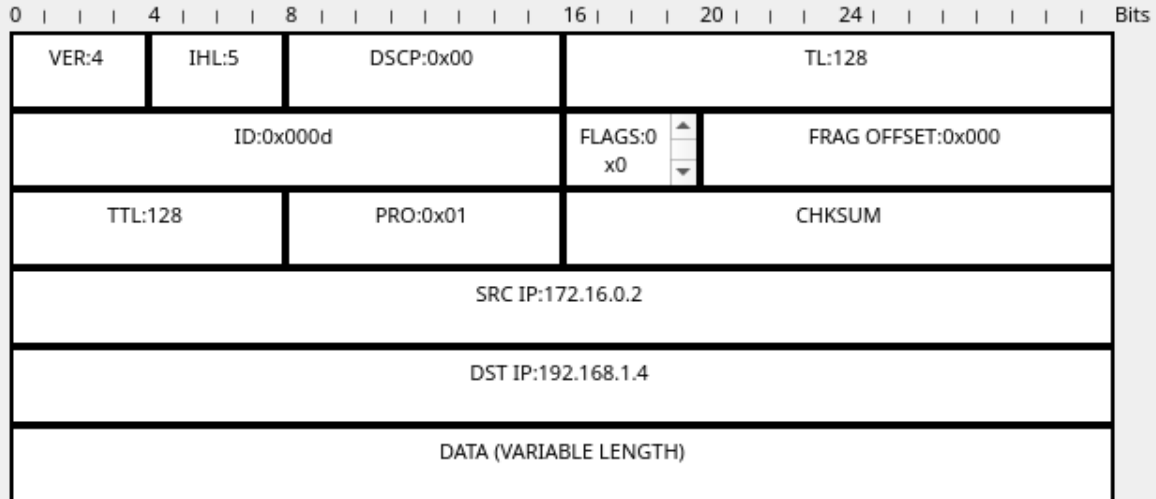 0 4 8 16 20 24 Bits
VER:4 IHL:5 DSCP:0x00 TL:128
ID:0x000d FLAGS:0 FRAG OFFSET:0x000
x0
TTL:128 PRO:0x01 CHKSUM
SRC IP:172.16.0.2
DST IP:192.168.1.4
DATA (VARIABLE LENGTH)